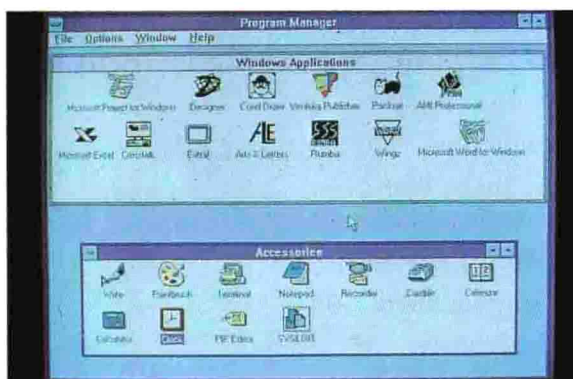 Program Manager
File Options Window Help
Windows Applications
Microsoft Project for Windows Designer Corel Draw Ventura Publisher Packrat AMI Professional
Microsoft Excel Crosstalk Extra! Arts & Letters Rumba Wingz Microsoft Word for Windows
Accessories
Write Paintbrush Terminal Notepad Recorder Cardfile Calendar
Calculator Clock PIF Editor